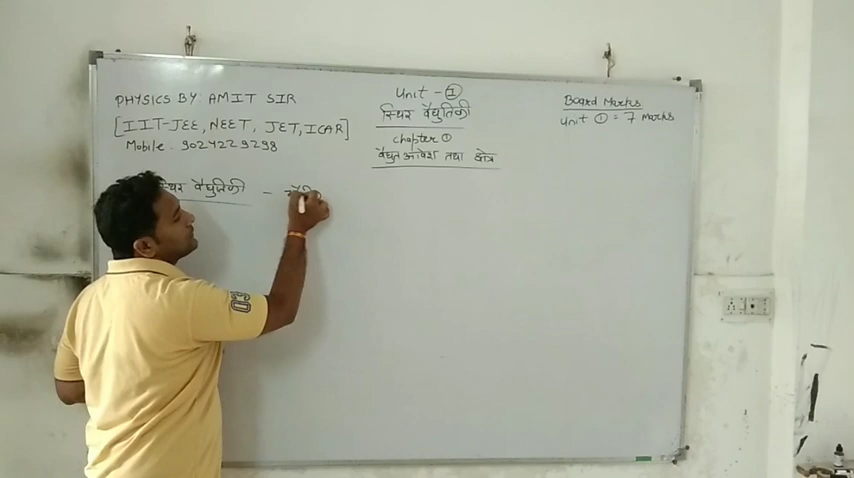 PHYSICS BY: AMIT SIR
[IIT-JEE, NEET, JET, ICAR]
Mobile. 9024229298
Unit - ①
स्थिर वैद्युतिकी
chapter ①
वैद्युत आवेश तथा क्षेत्र
Board Marks
Unit ① = 7 Marks
स्थिर वैद्युतिकी -